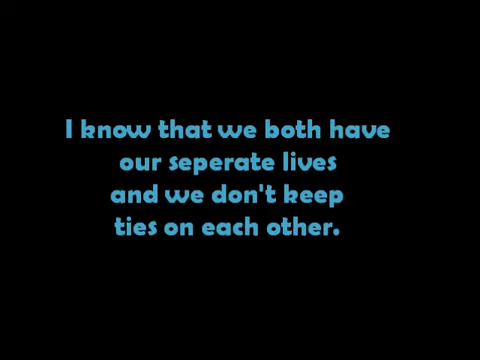 I know that we both have
our seperate lives
and we don't keep
ties on each other.